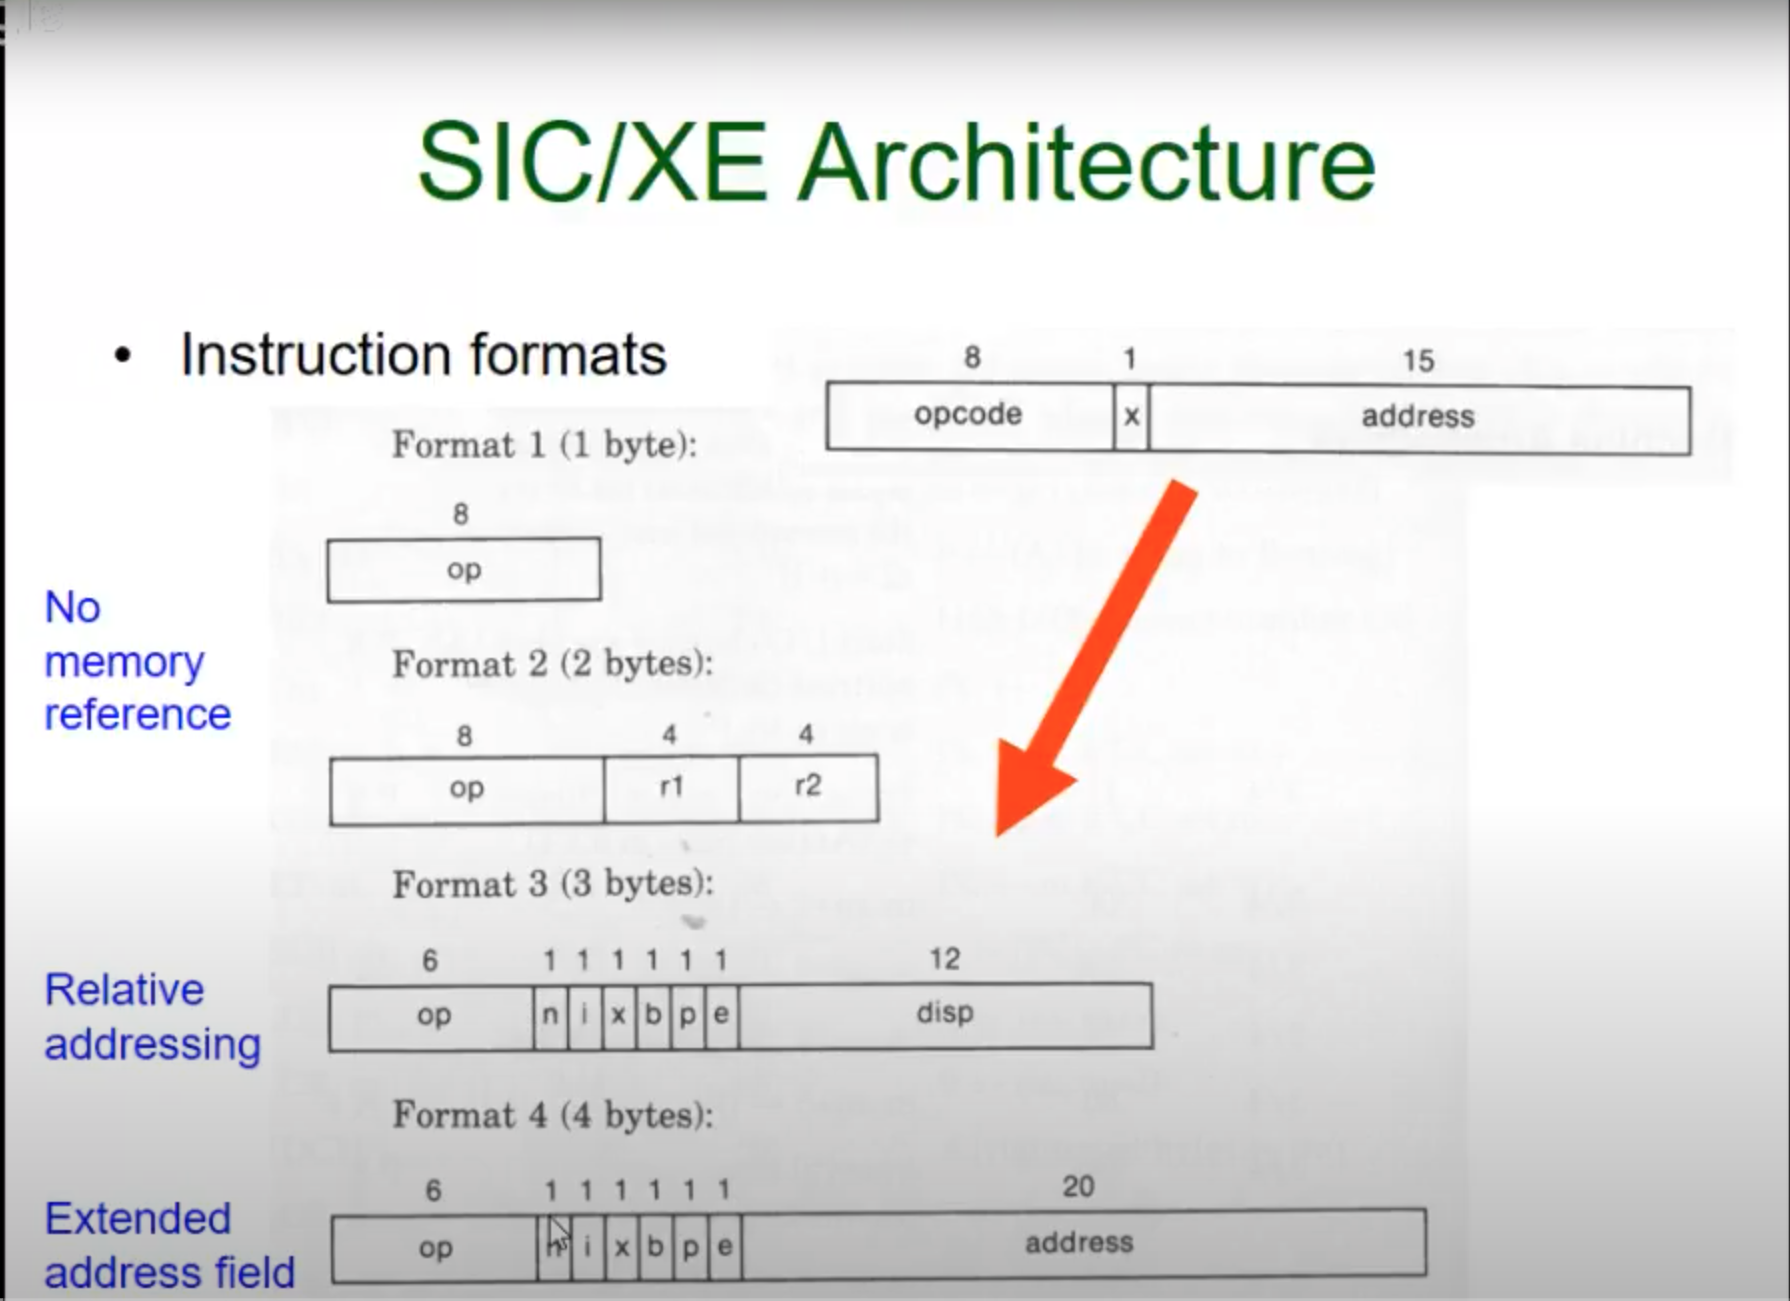 SIC/XE Architecture
• Instruction formats
8 1 15
opcode x address
Format 1 (1 byte):
8
op
No
memory
reference
Format 2 (2 bytes):
8 4 4
op r1 r2
Format 3 (3 bytes):
6 1 1 1 1 1 1 12
op n i x b p e disp
Relative
addressing
Format 4 (4 bytes):
6 1 1 1 1 1 1 20
op n i x b p e address
Extended
address field